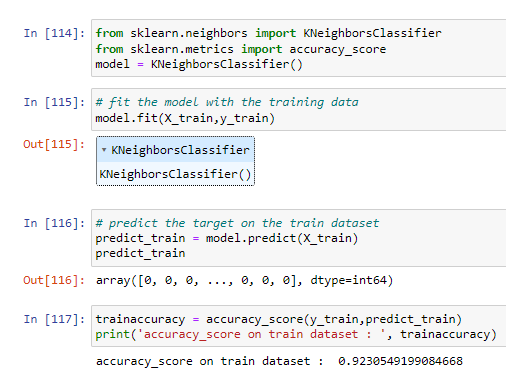 In [114]: from sklearn.neighbors import KNeighborsClassifier
from sklearn.metrics import accuracy_score
model = KNeighborsClassifier()
In [115]: # fit the model with the training data
model.fit(X_train,y_train)
Out[115]: ▾ KNeighborsClassifier
KNeighborsClassifier()
In [116]: # predict the target on the train dataset
predict_train = model.predict(X_train)
predict_train
Out[116]: array([0, 0, 0, ..., 0, 0, 0], dtype=int64)
In [117]: trainaccuracy = accuracy_score(y_train,predict_train)
print('accuracy_score on train dataset : ', trainaccuracy)
accuracy_score on train dataset :  0.9230549199084668